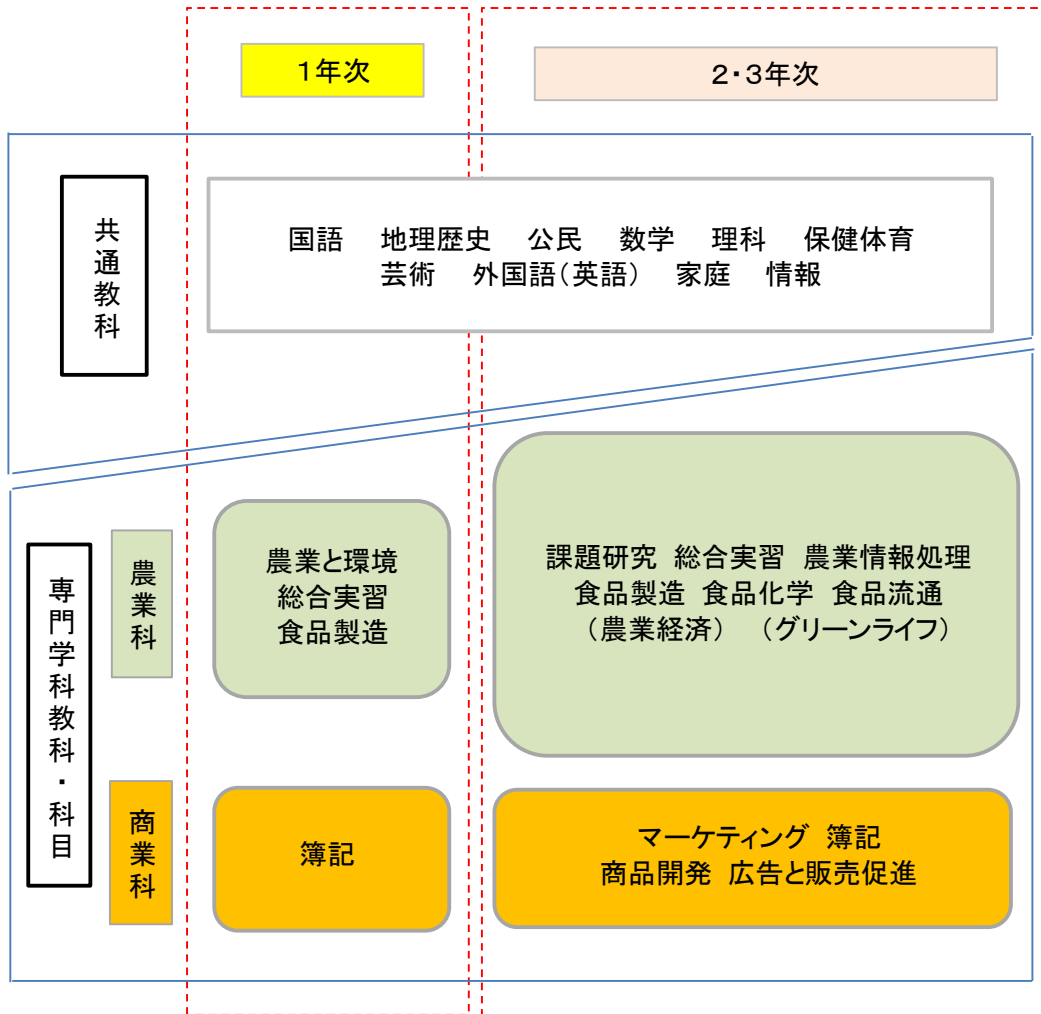 1年次
2・3年次
共通教科
国語 地理歴史 公民 数学 理科 保健体育
芸術 外国語(英語) 家庭 情報
専門学科教科・科目
農業科
農業と環境
総合実習
食品製造
課題研究 総合実習 農業情報処理
食品製造 食品化学 食品流通
(農業経済) (グリーンライフ)
商業科
簿記
マーケティング 簿記
商品開発 広告と販売促進